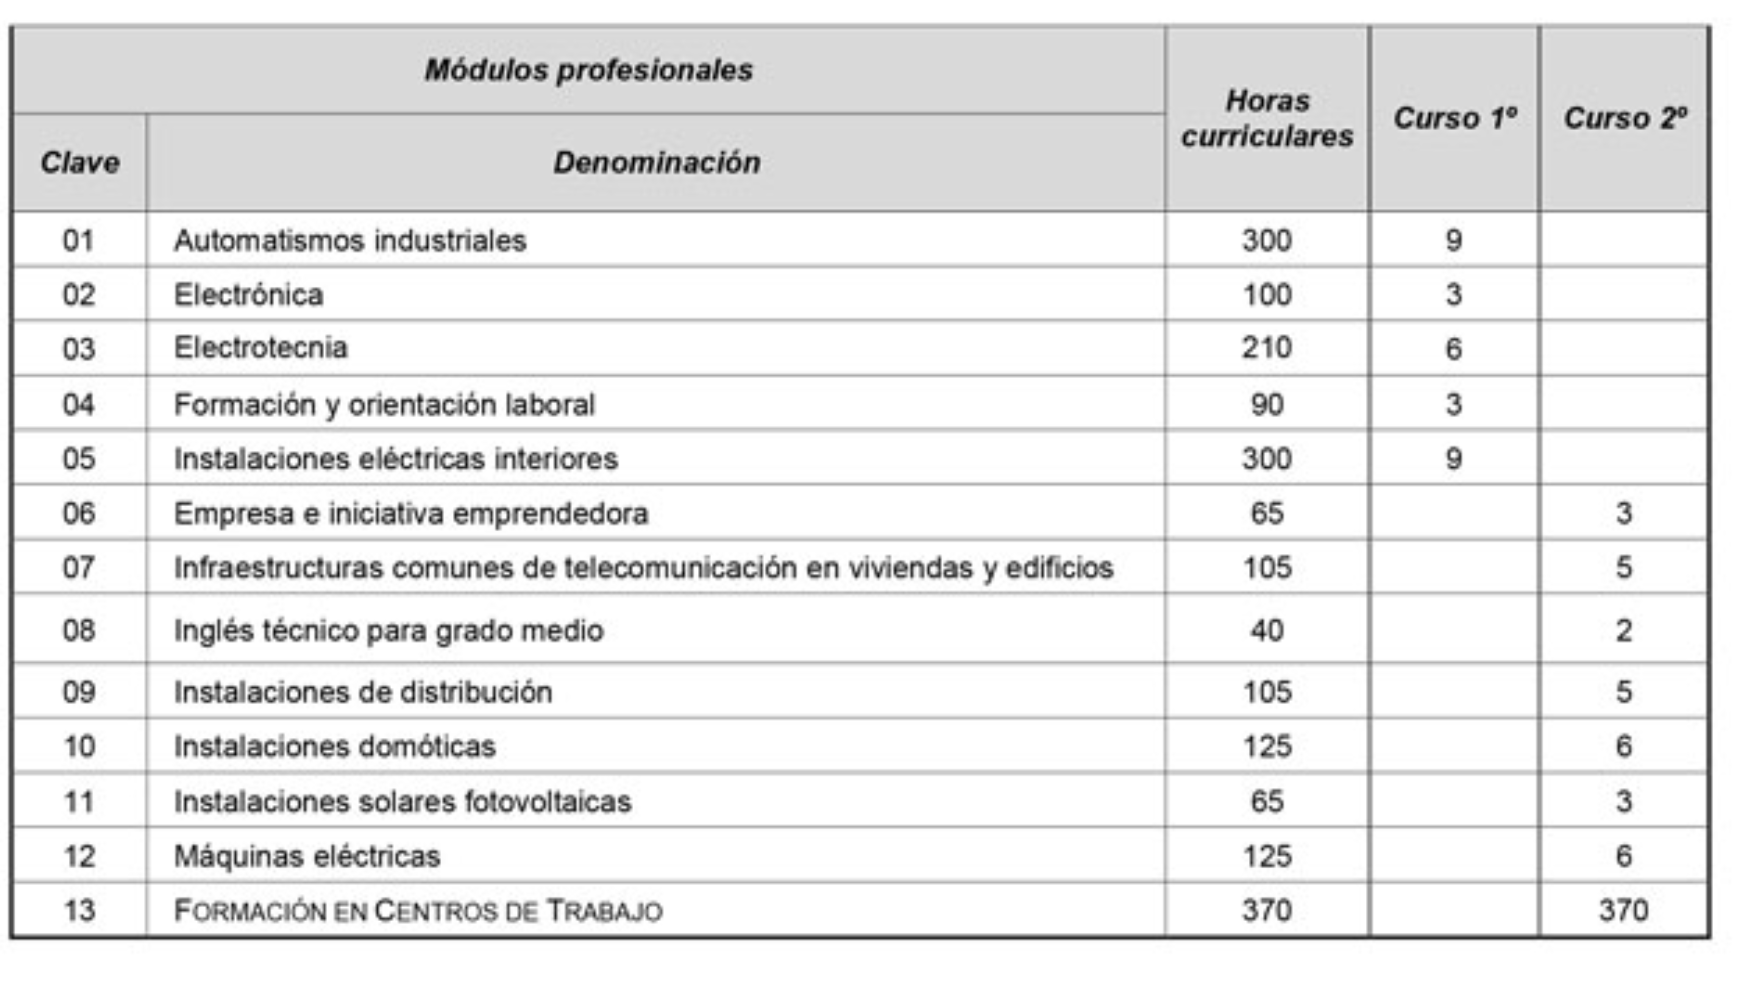 Módulos profesionales
Horas curriculares
Curso 1º
Curso 2º
Clave Denominación
01 Automatismos industriales 300 9
02 Electrónica 100 3
03 Electrotecnia 210 6
04 Formación y orientación laboral 90 3
05 Instalaciones eléctricas interiores 300 9
06 Empresa e iniciativa emprendedora 65 3
07 Infraestructuras comunes de telecomunicación en viviendas y edificios 105 5
08 Inglés técnico para grado medio 40 2
09 Instalaciones de distribución 105 5
10 Instalaciones domóticas 125 6
11 Instalaciones solares fotovoltaicas 65 3
12 Máquinas eléctricas 125 6
13 FORMACIÓN EN CENTROS DE TRABAJO 370 370